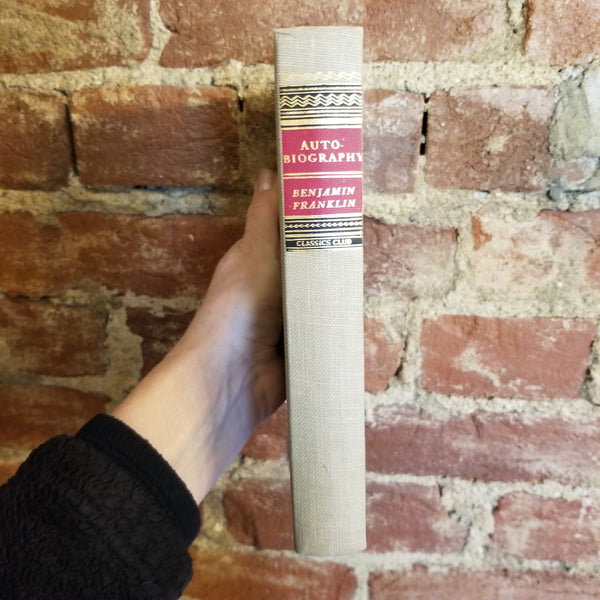 AUTO-
BIOGRAPHY
BENJAMIN
FRANKLIN
CLASSICS CLUB